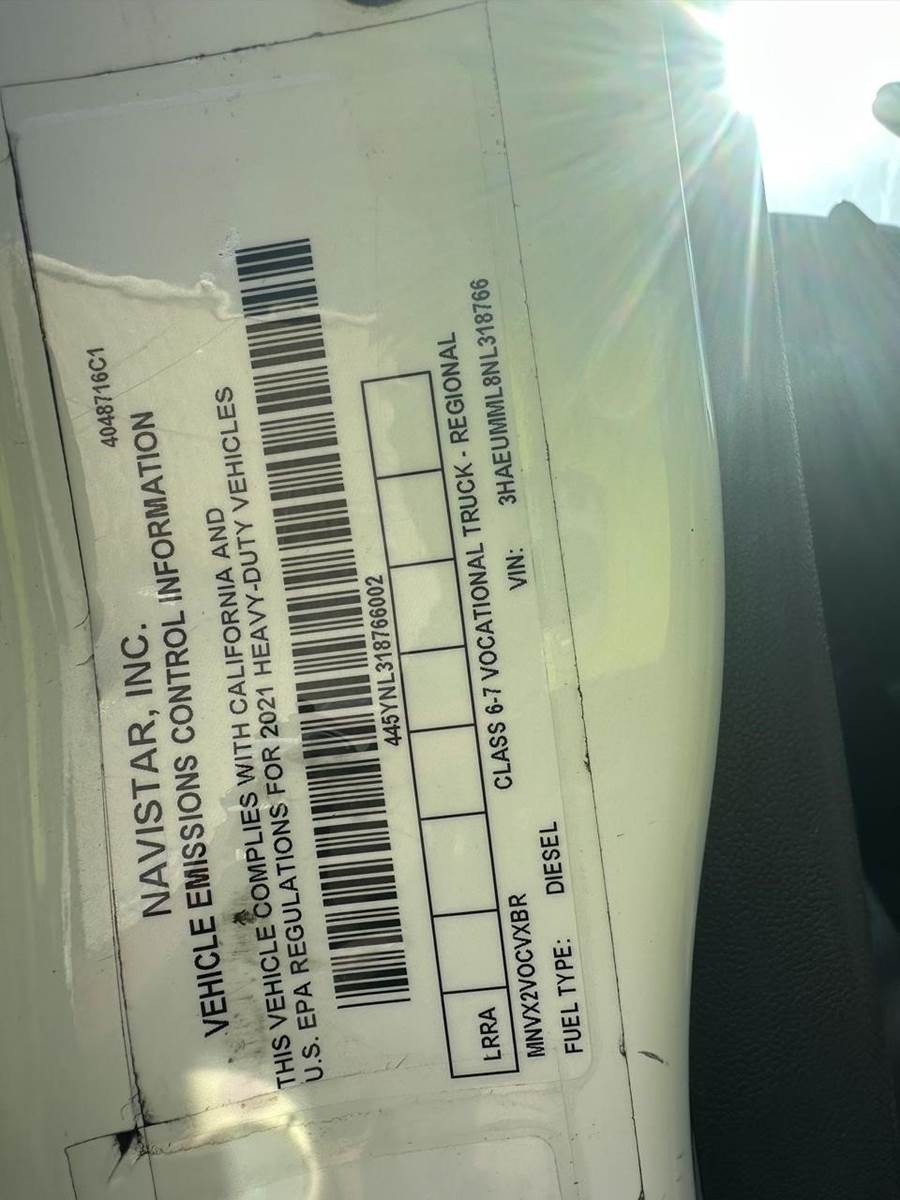 4048716C1
NAVISTAR, INC.
VEHICLE EMISSIONS CONTROL INFORMATION
THIS VEHICLE COMPLIES WITH CALIFORNIA AND
U.S. EPA REGULATIONS FOR 2021 HEAVY-DUTY VEHICLES
445YNL318766002
LRRA
MNVX2VOCVXBR CLASS 6-7 VOCATIONAL TRUCK - REGIONAL
FUEL TYPE: DIESEL VIN: 3HAEUMML8NL318766